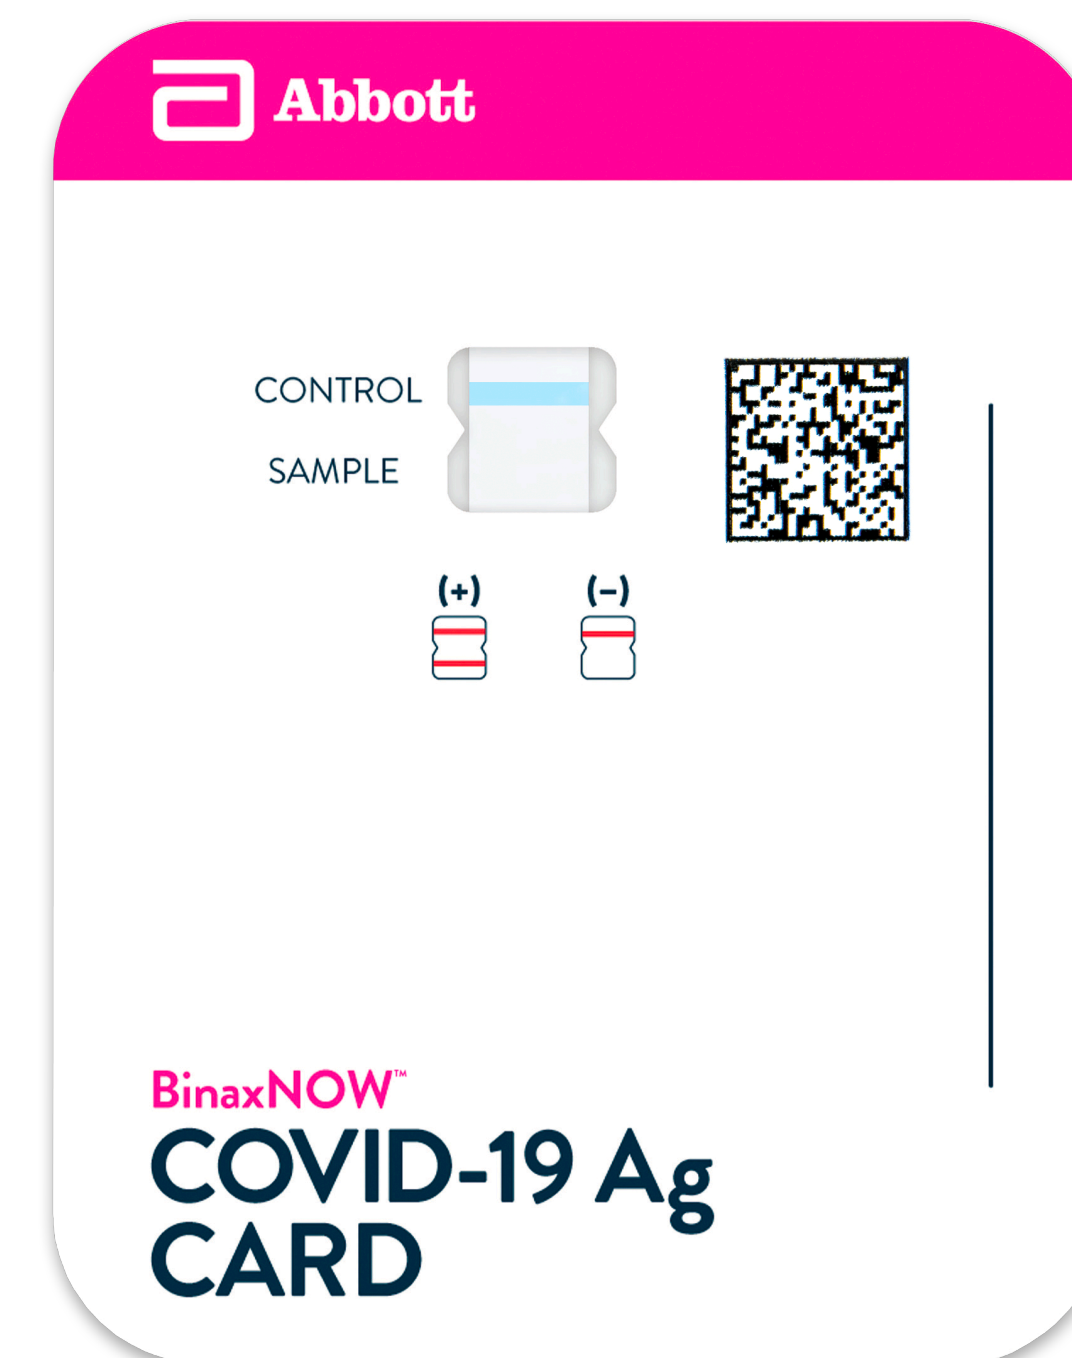 Abbott
CONTROL
SAMPLE
(+) (-)
BinaxNOW™
COVID-19 Ag
CARD